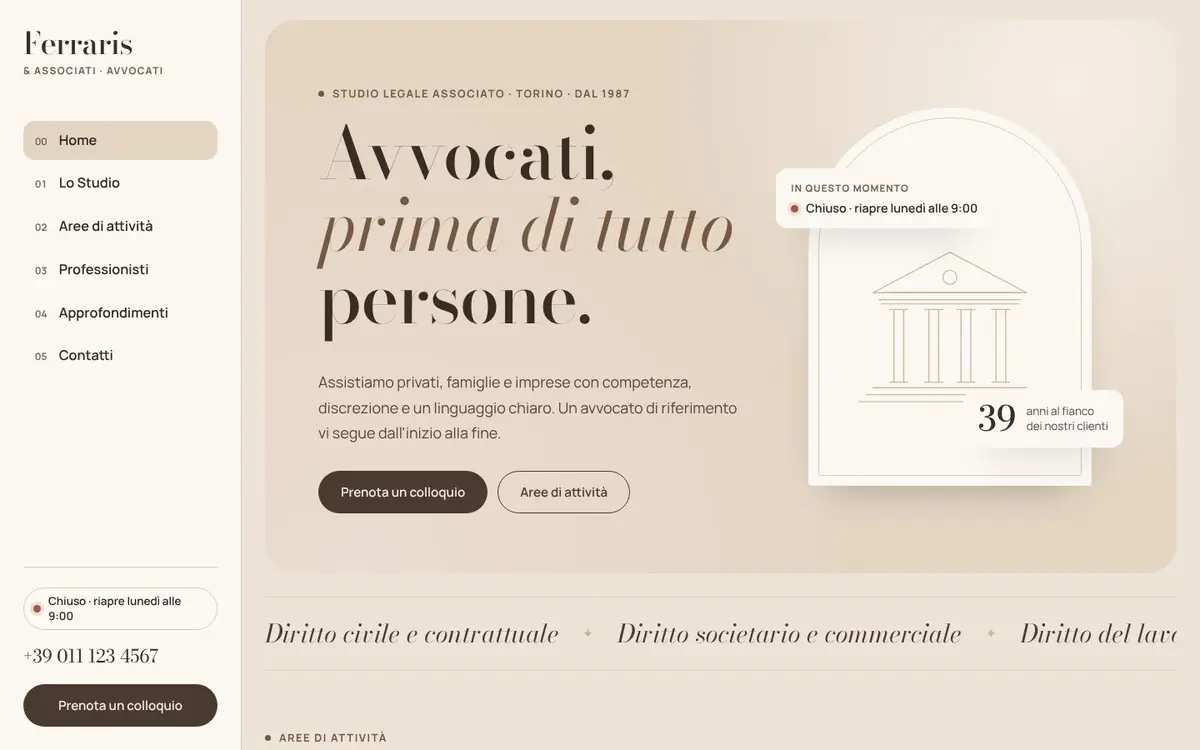 Ferraris
& ASSOCIATI · AVVOCATI
00 Home
01 Lo Studio
02 Aree di attività
03 Professionisti
04 Approfondimenti
05 Contatti
Chiuso · riapre lunedì alle
9:00
+39 011 123 4567
Prenota un colloquio
STUDIO LEGALE ASSOCIATO · TORINO · DAL 1987
Avvocati,
prima di tutto
persone.
Assistiamo privati, famiglie e imprese con competenza,
discrezione e un linguaggio chiaro. Un avvocato di riferimento
vi segue dall'inizio alla fine.
Prenota un colloquio
Aree di attività
IN QUESTO MOMENTO
Chiuso · riapre lunedì alle 9:00
39 anni al fianco
dei nostri clienti
Diritto civile e contrattuale ✦ Diritto societario e commerciale ✦ Diritto del lavo
AREE DI ATTIVITÀ